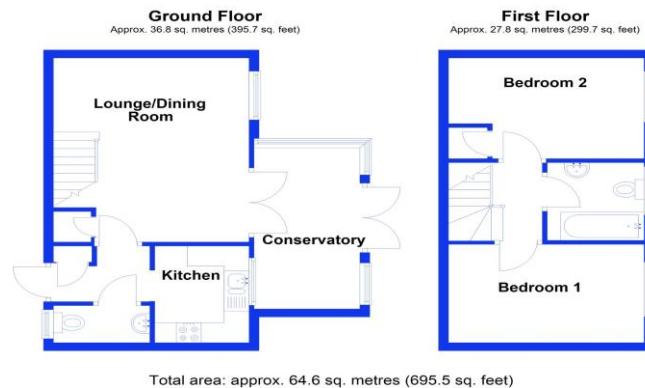 Ground Floor
Approx. 36.8 sq. metres (395.7 sq. feet)
Lounge/Dining
Room
Conservatory
Kitchen
First Floor
Approx. 27.8 sq. metres (299.7 sq. feet)
Bedroom 2
Bedroom 1
Total area: approx. 64.6 sq. metres (695.5 sq. feet)